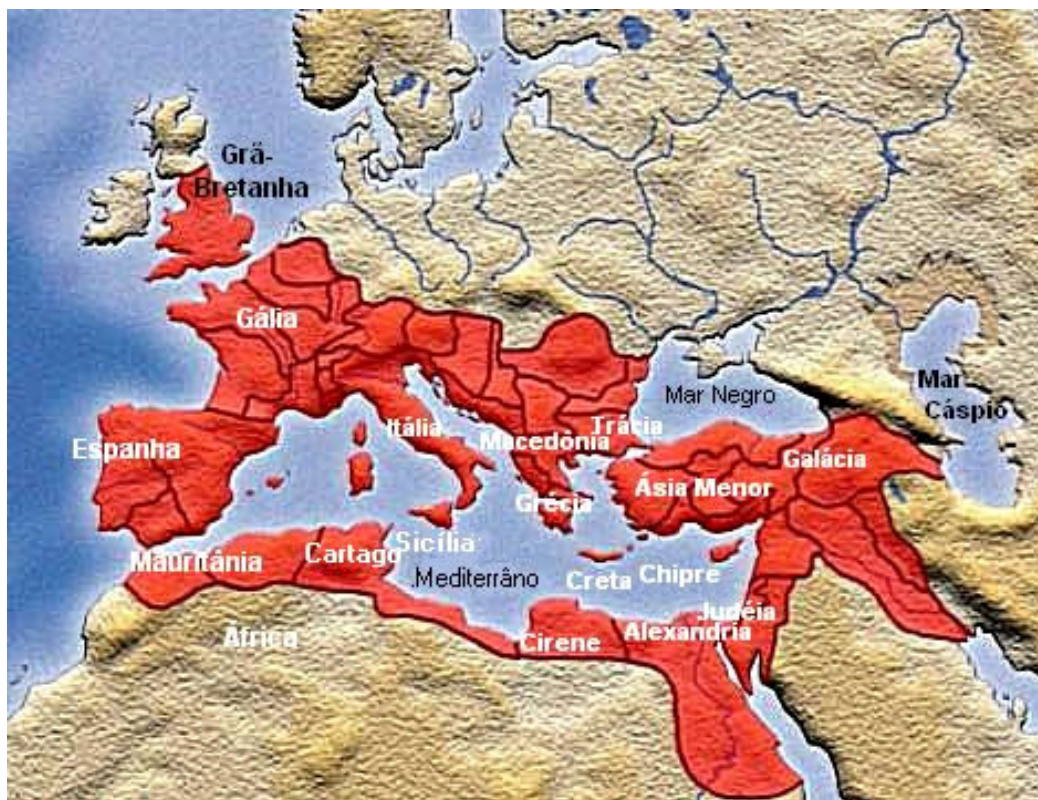 Grã-
Bretanha
Gália
Mar Negro
Mar
Cáspio
Espanha
Itália
Macedônia
Trácia
Galácia
Ásia Menor
Grécia
Mauritánia
Cartago
Sicília
.Mediterrâno
Creta
Chipre
Judéia
Alexandria
Cirene
África